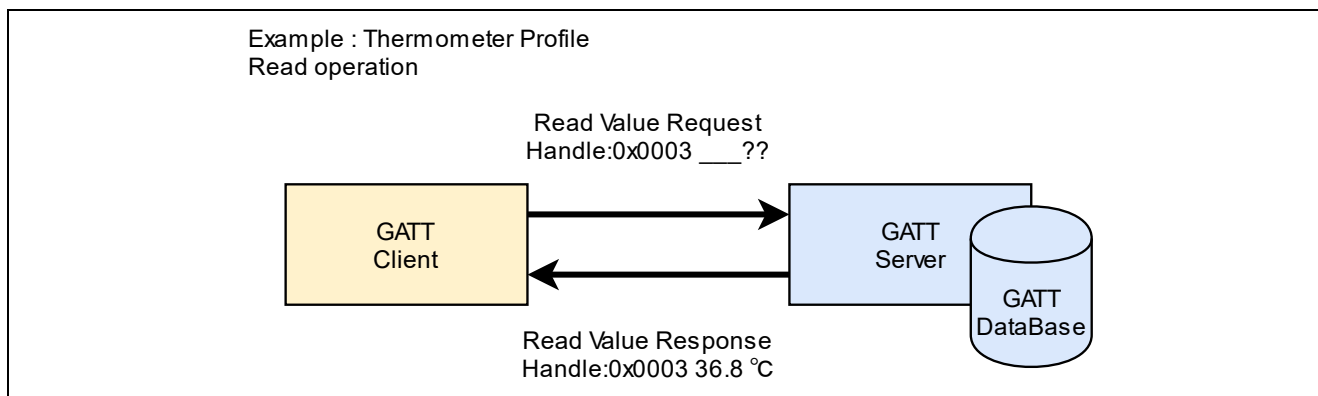 Example : Thermometer Profile
Read operation
Read Value Request
Handle:0x0003 ___??
GATT
Client
GATT
Server
GATT
DataBase
Read Value Response
Handle:0x0003 36.8 ℃